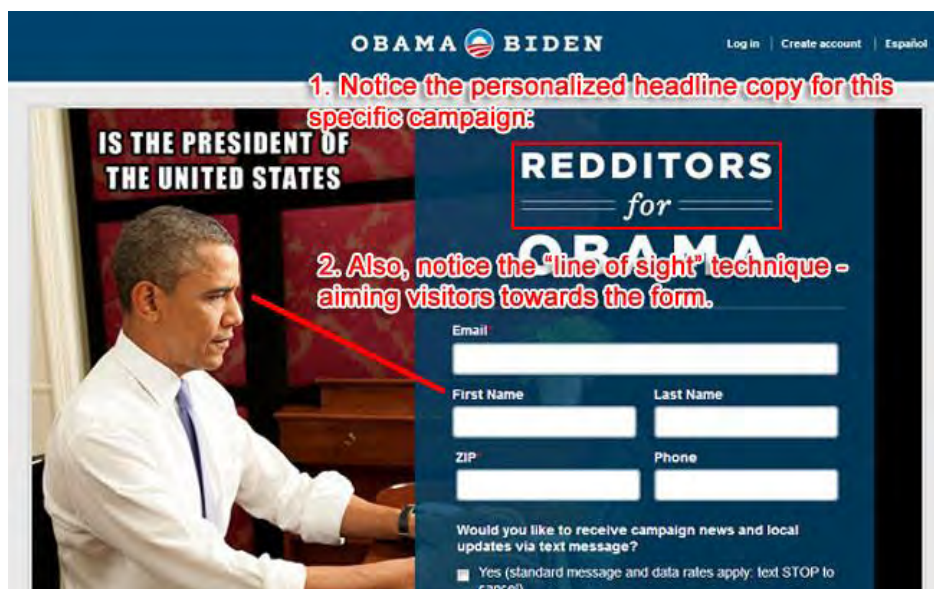 OBAMA BIDEN
Log in | Create account | Español
1. Notice the personalized headline copy for this
specific campaign:
IS THE PRESIDENT OF
THE UNITED STATES
REDDITORS
for
OBAMA
2. Also, notice the “line of sight” technique -
aiming visitors towards the form.
Email*
First Name
Last Name
ZIP*
Phone
Would you like to receive campaign news and local
updates via text message?
Yes (standard message and data rates apply: text STOP to
cancel)